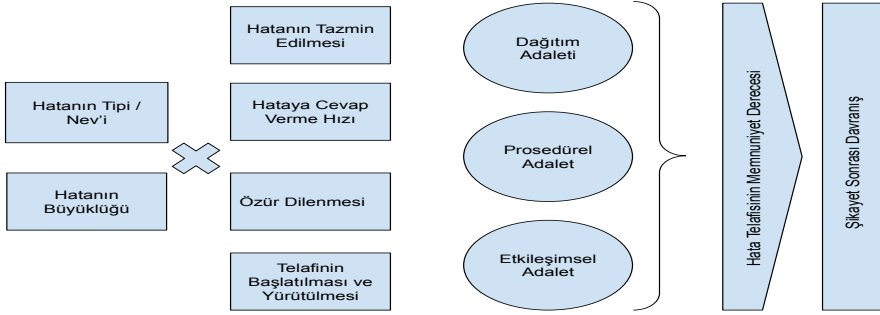 Hatanın Tipi /
Nev'i
Hatanın
Büyüklüğü
Hatanın Tazmin
Edilmesi
Hataya Cevap
Verme Hızı
Özür Dilenmesi
Telafinin
Başlatılması ve
Yürütülmesi
Dağıtım
Adaleti
Prosedürel
Adalet
Etkileşimsel
Adalet
Hata Telafisinin Memnuniyet Derecesi
Şikayet Sonrası Davranış